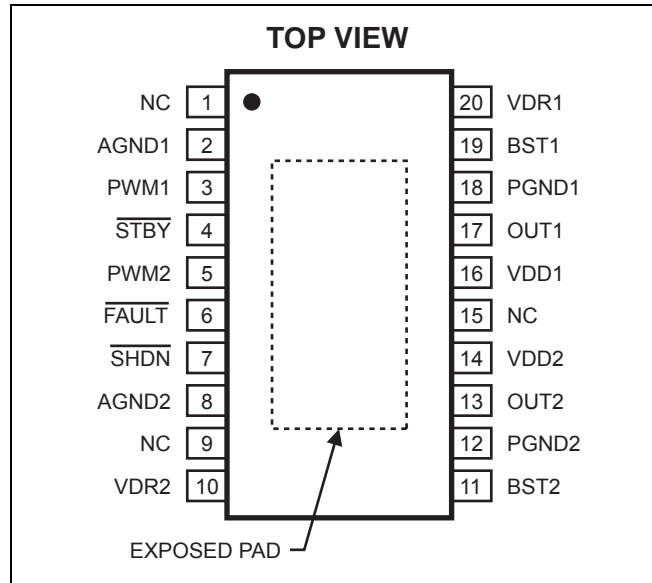 TOP VIEW
NC 1 20 VDR1
AGND1 2 19 BST1
PWM1 3 18 PGND1
STBY 4 17 OUT1
PWM2 5 16 VDD1
FAULT 6 15 NC
SHDN 7 14 VDD2
AGND2 8 13 OUT2
NC 9 12 PGND2
VDR2 10 11 BST2
EXPOSED PAD